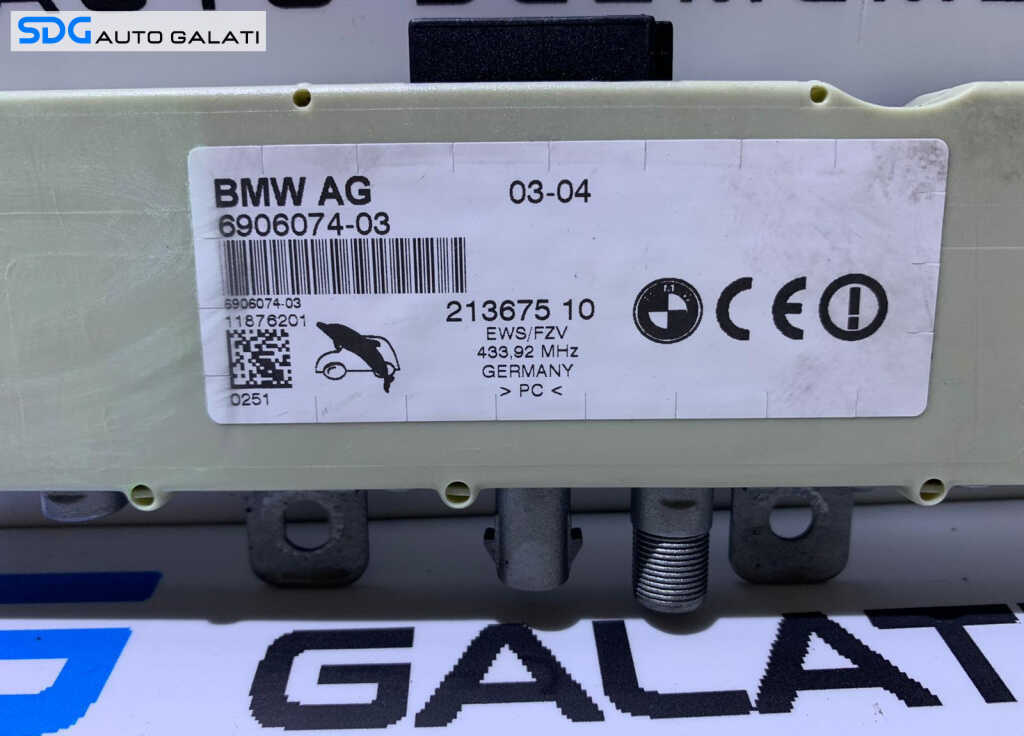 SDG AUTO GALATI
BMW AG
03-04
6906074-03
6906074-03
11876201
0251
213675 10
EWS/FZV
433,92 MHz
GERMANY
> PC <
CE
GALATI